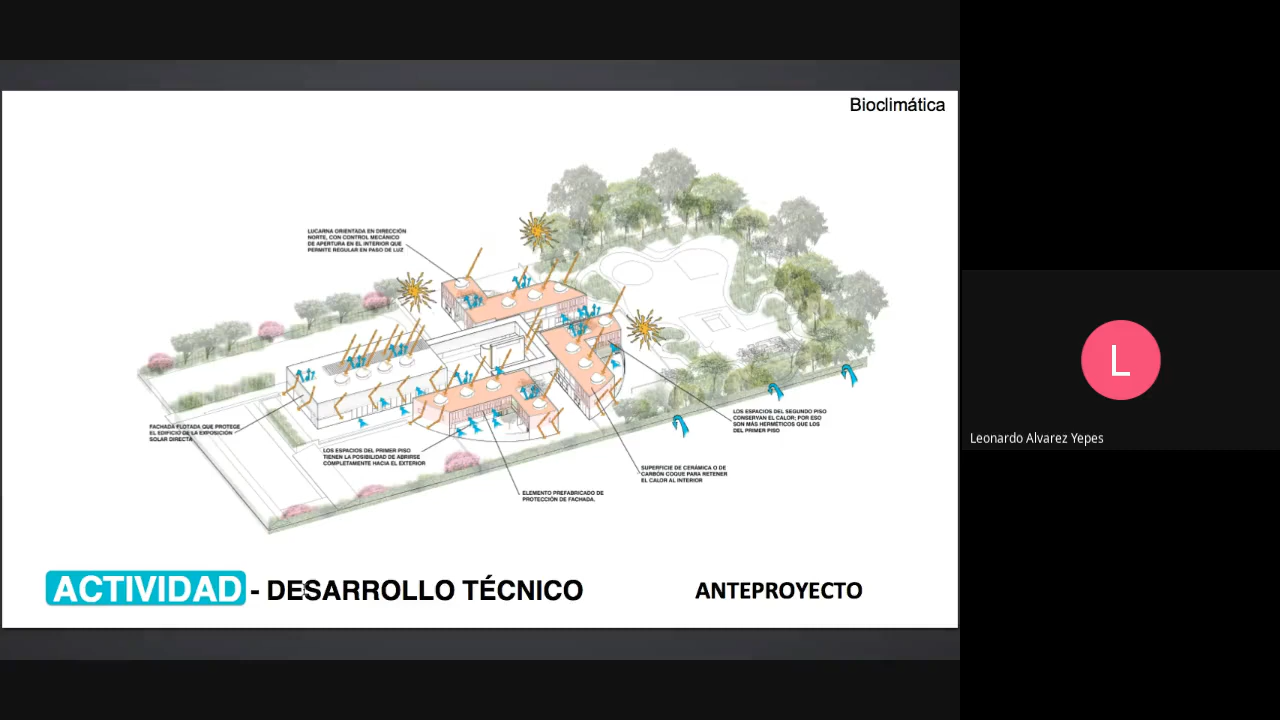 Bioclimática
LUCARNA ORIENTADA EN DIRECCIÓN
NORTE, CON CONTROL MECÁNICO
DE APERTURA EN EL INTERIOR QUE
PERMITE REGULAR EN PASO DE LUZ
FACHADA FLOTADA QUE PROTEGE
EL EDIFICIO DE LA EXPOSICIÓN
SOLAR DIRECTA
LOS ESPACIOS DEL PRIMER PISO
TIENEN LA POSIBILIDAD DE ABRIRSE
COMPLETAMENTE HACIA EL EXTERIOR
LOS ESPACIOS DEL SEGUNDO PISO
CONSERVAN EL CALOR; POR ESO
SON MÁS HERMÉTICOS QUE LOS
DEL PRIMER PISO
SUPERFICIE DE CERÁMICA O DE
CARBÓN COGUE PARA RETENER
EL CALOR AL INTERIOR
ELEMENTO PREFABRICADO DE
PROTECCIÓN DE FACHADA.
ACTIVIDAD - DESARROLLO TÉCNICO
ANTEPROYECTO
L
Leonardo Alvarez Yepes